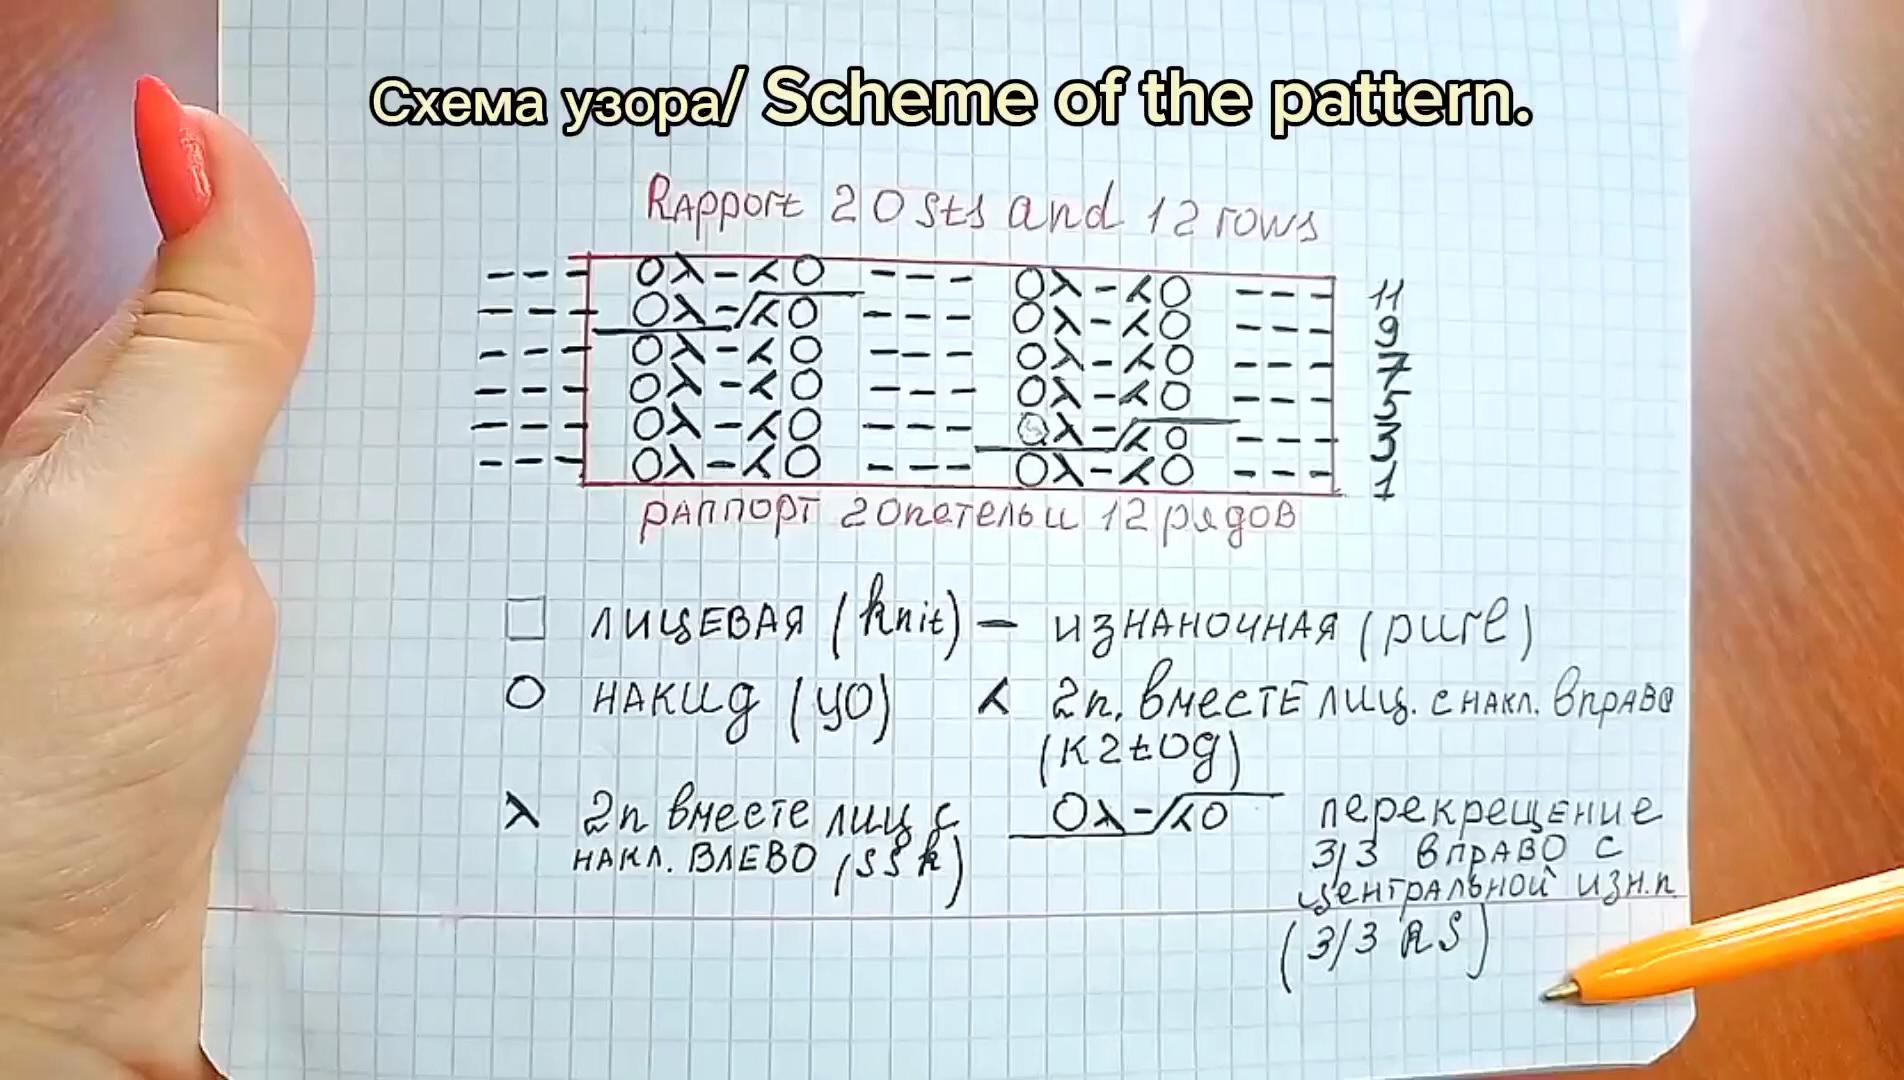 Схема узора/ Scheme of the pattern.
Rapport 20 sts and 12 rows
- - - - O λ - ⋌ O - - - O λ - ⋌ O - - - 11
- - - - O λ - ⋌ O - - - O λ - ⋌ O - - - 9
- - - - O λ - ⋌ O - - - O λ - ⋌ O - - - 7
- - - - O λ - ⋌ O - - - O λ - ⋌ O - - - 5
- - - - O λ - ⋌ O - - - O λ - ⋌ O - - - 3
- - - - O λ - ⋌ O - - - O λ - ⋌ O - - - 1
раппорт 20 петель и 12 рядов
□ лицевая (knit) — изнаночная (purl)
O накид (yo) ⋌ 2п. вместе лиц. с накл. вправо
(K2tog)
λ 2п вместе лиц с O λ - ⋌ O перекрещение
накл. влево (ssk) 3/3 вправо с
центральной изн.п
(3/3 RS)